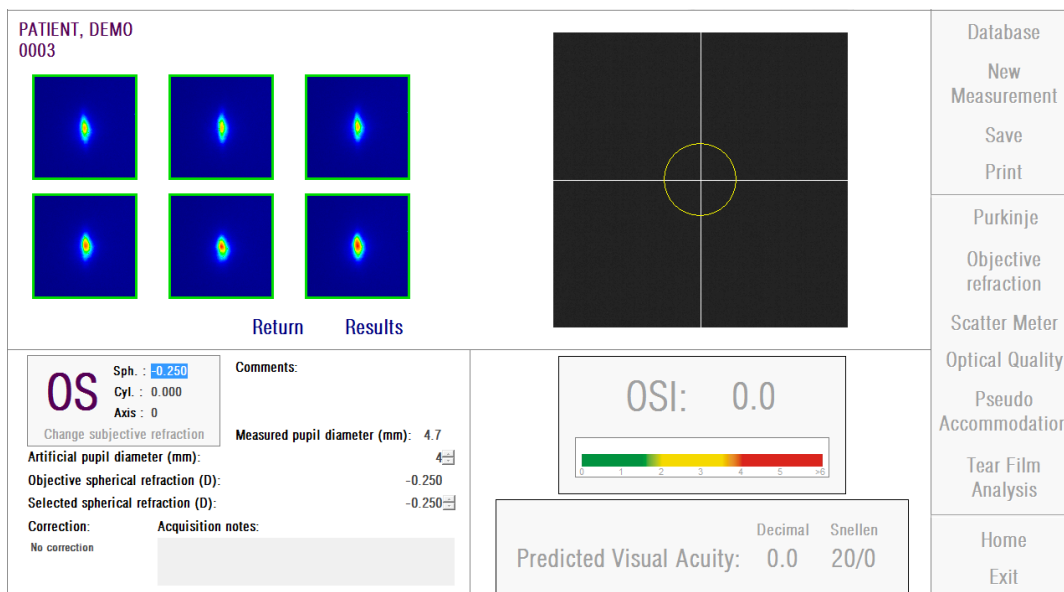 PATIENT, DEMO
0003
Return Results
OS
Sph. : -0.250
Cyl. : 0.000
Axis : 0
Change subjective refraction
Comments:
Measured pupil diameter (mm): 4.7
Artificial pupil diameter (mm): 4
Objective spherical refraction (D): -0.250
Selected spherical refraction (D): -0.250
Correction: Acquisition notes:
No correction
OSI: 0.0
0 1 2 3 4 5 >6
Decimal Snellen
Predicted Visual Acuity: 0.0 20/0
Database
New
Measurement
Save
Print
Purkinje
Objective
refraction
Scatter Meter
Optical Quality
Pseudo
Accommodation
Tear Film
Analysis
Home
Exit